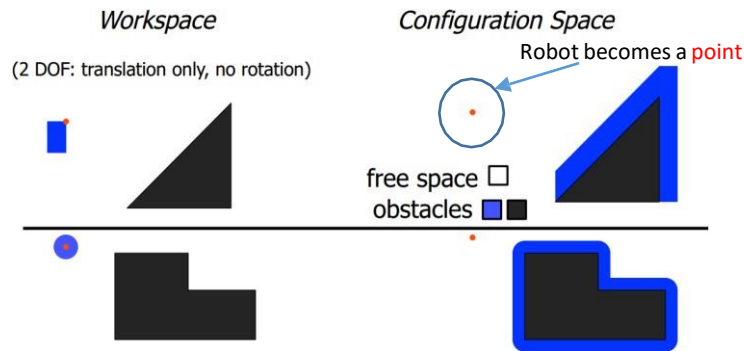 Workspace
Configuration Space
Robot becomes a point
(2 DOF: translation only, no rotation)
free space
obstacles